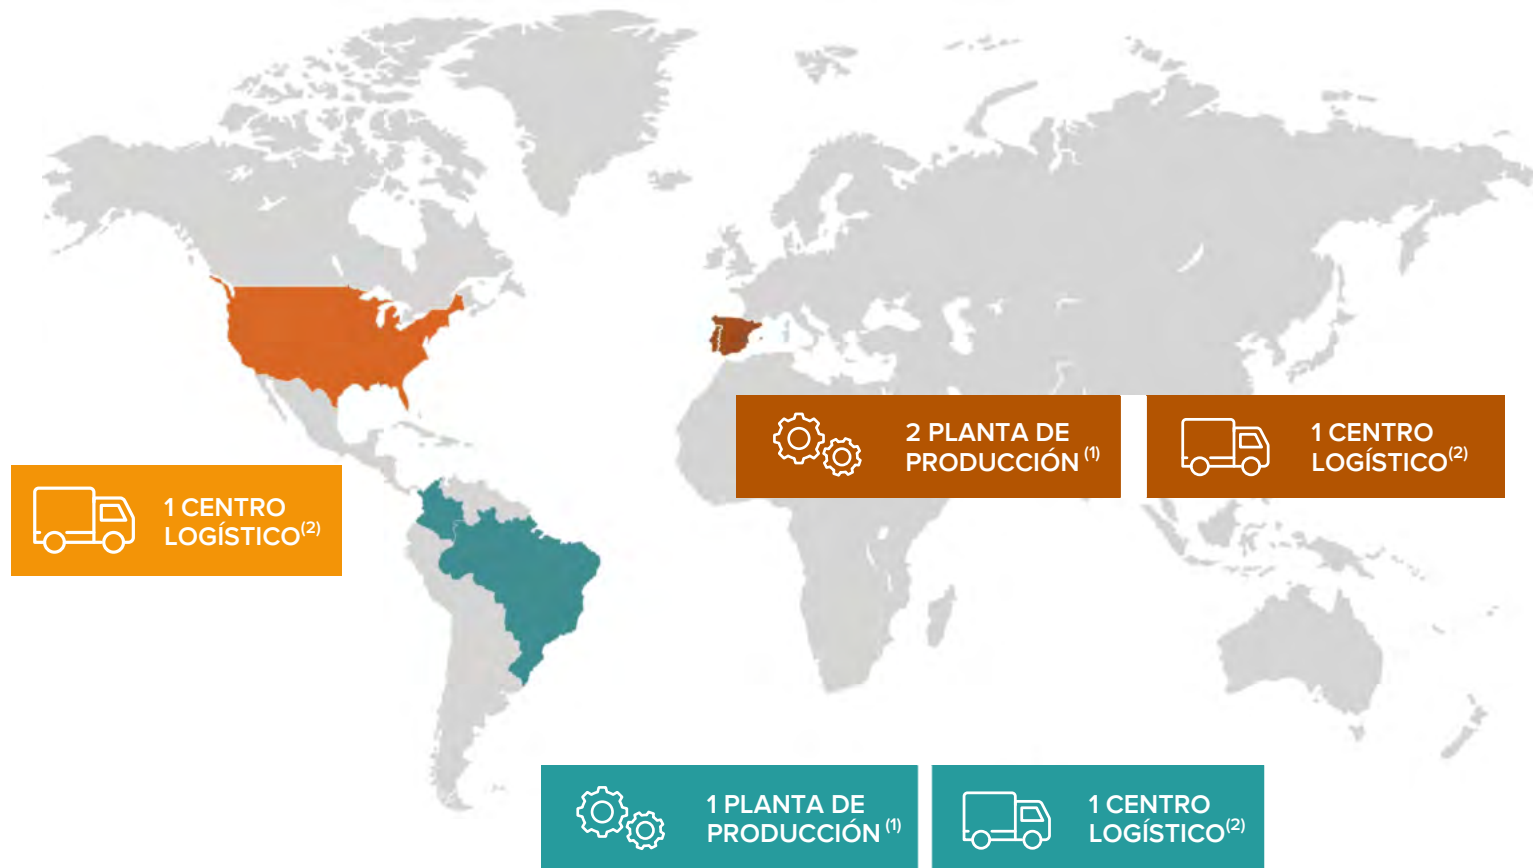 2 PLANTA DE
PRODUCCIÓN (1)
1 CENTRO
LOGÍSTICO(2)
1 CENTRO
LOGÍSTICO(2)
1 PLANTA DE
PRODUCCIÓN (1)
1 CENTRO
LOGÍSTICO(2)